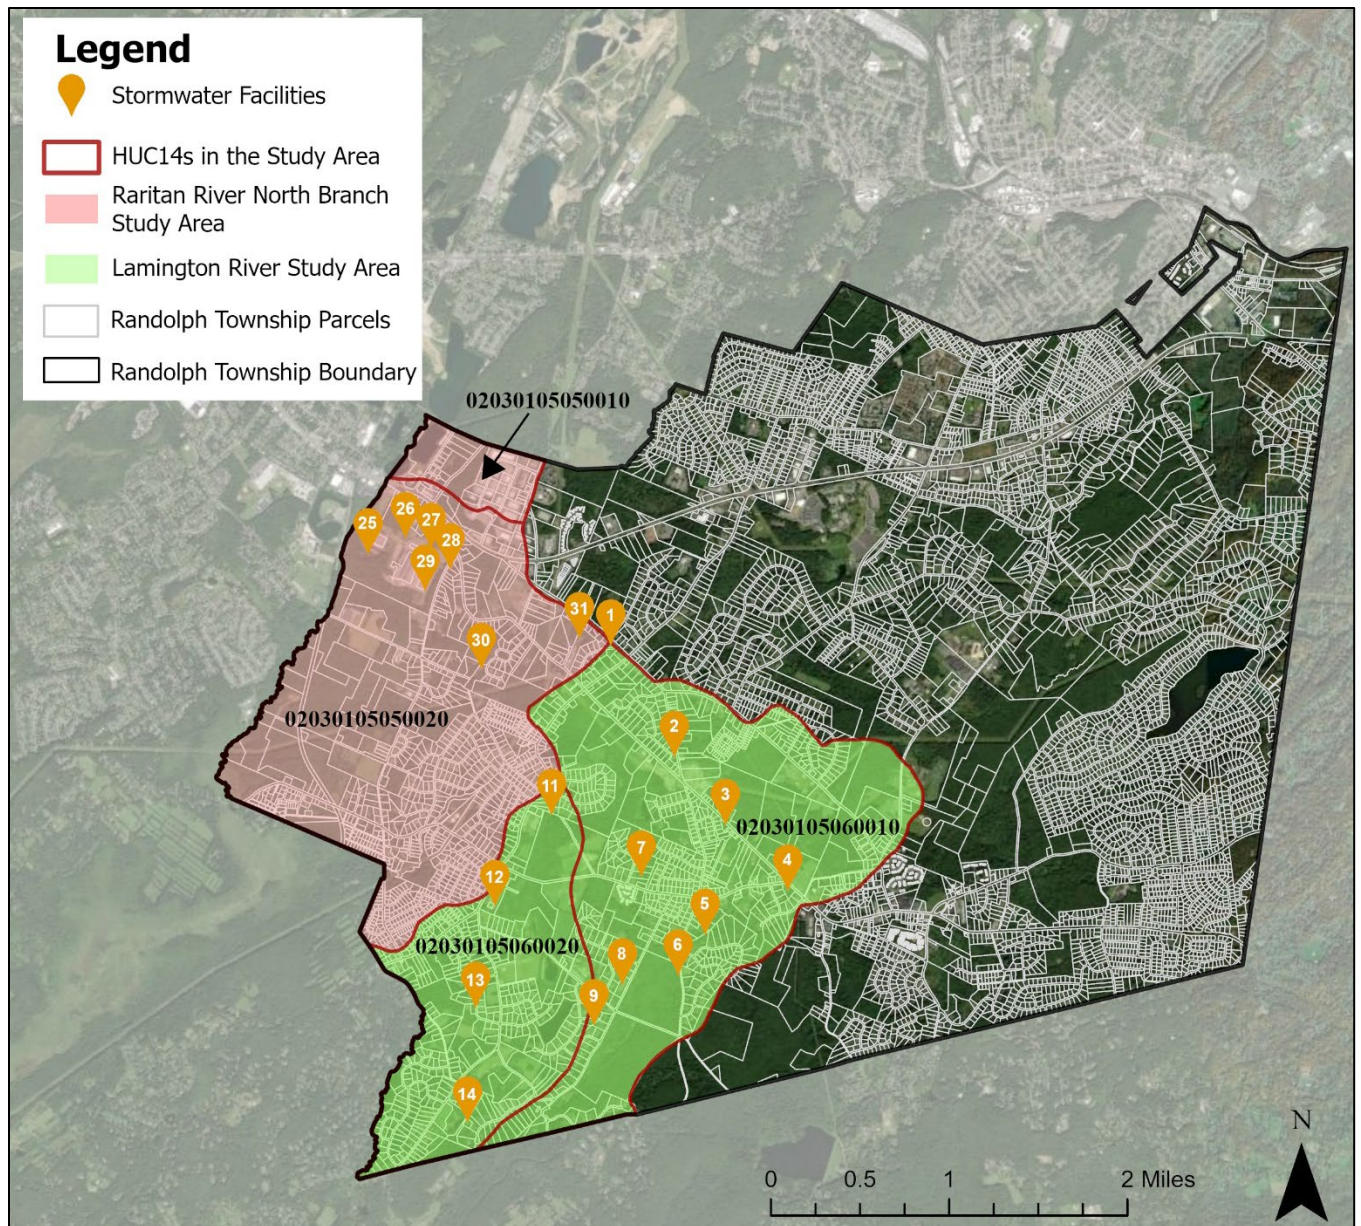 Legend
Stormwater Facilities
HUC14s in the Study Area
Raritan River North Branch
Study Area
Lamington River Study Area
Randolph Township Parcels
Randolph Township Boundary
02030105050010
26
25
27
28
29
31
1
30
02030105050020
2
11
3
02030105060010
7
4
12
5
02030105060020
6
8
13
9
14
N
0
0.5
1
2 Miles